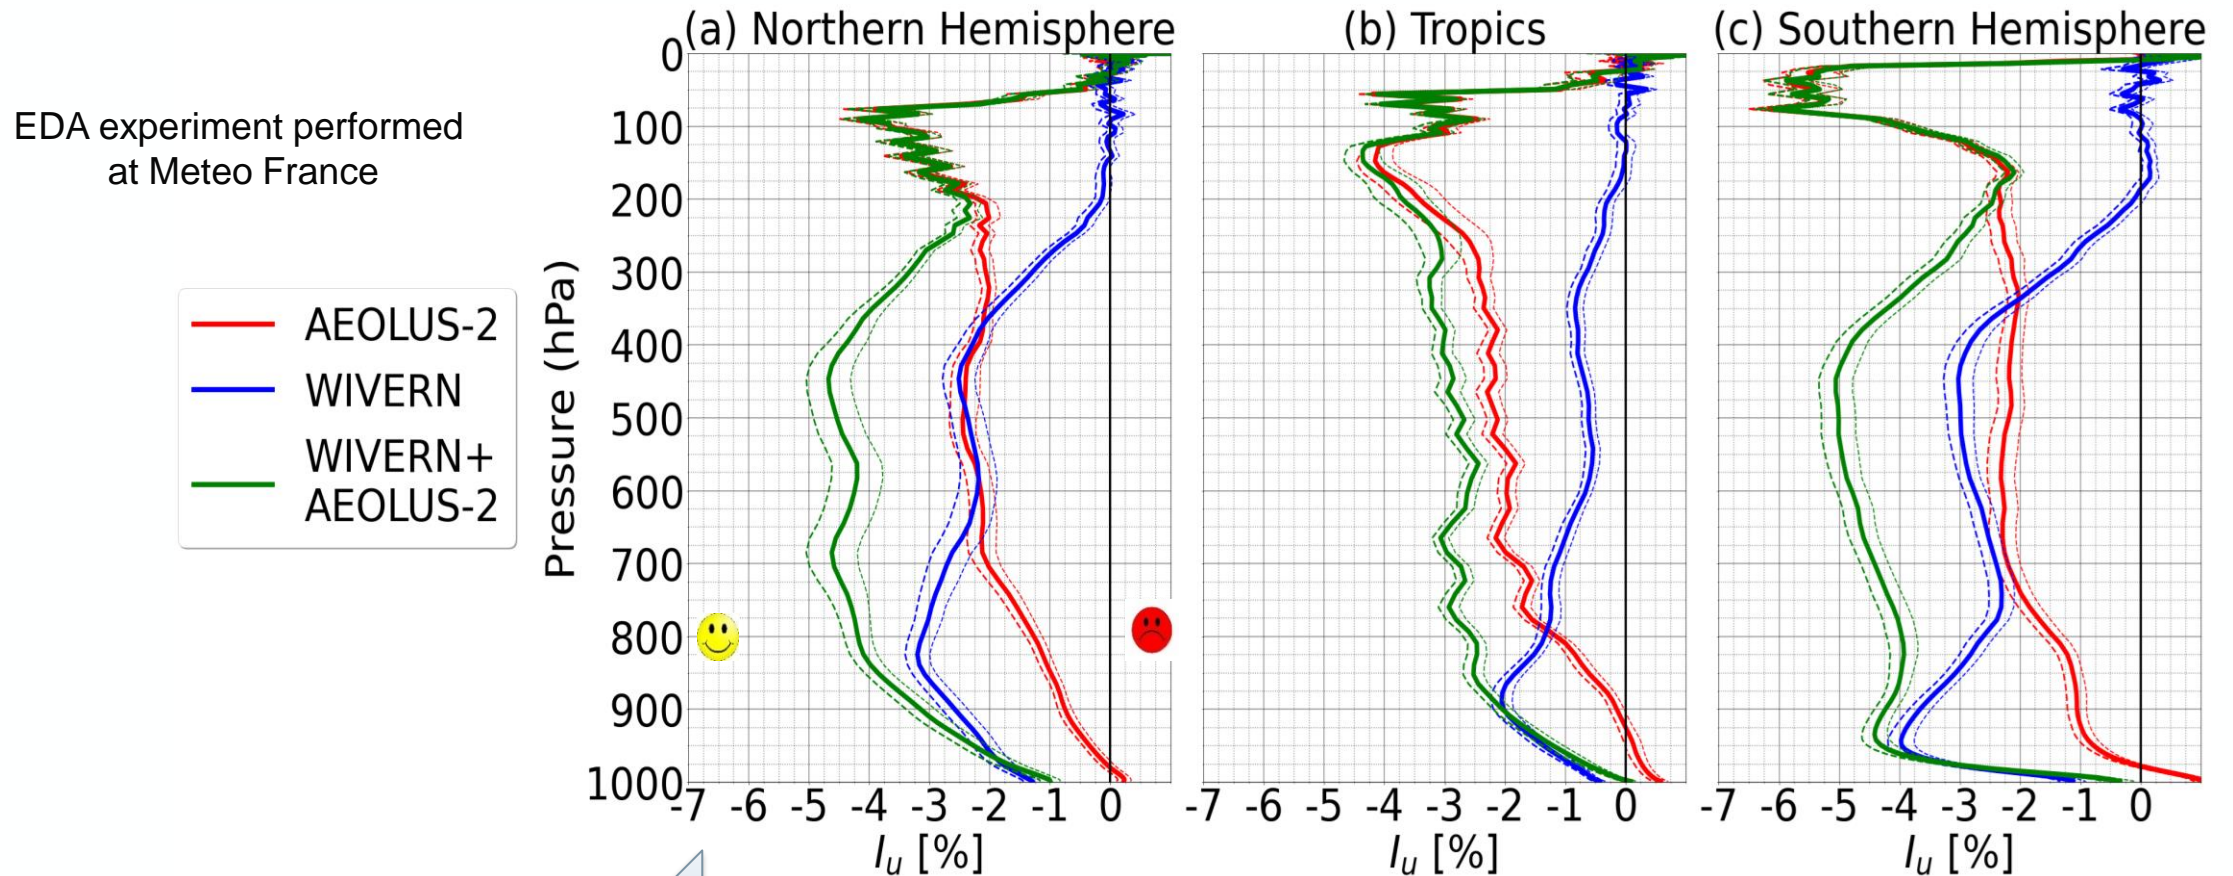 (a) Northern Hemisphere
(b) Tropics
(c) Southern Hemisphere
EDA experiment performed
at Meteo France
AEOLUS-2
WIVERN
WIVERN+
AEOLUS-2
Pressure (hPa)
0
100
200
300
400
500
600
700
800
900
1000
-7 -6 -5 -4 -3 -2 -1 0
-7 -6 -5 -4 -3 -2 -1 0
-7 -6 -5 -4 -3 -2 -1 0
Iu [%]
Iu [%]
Iu [%]